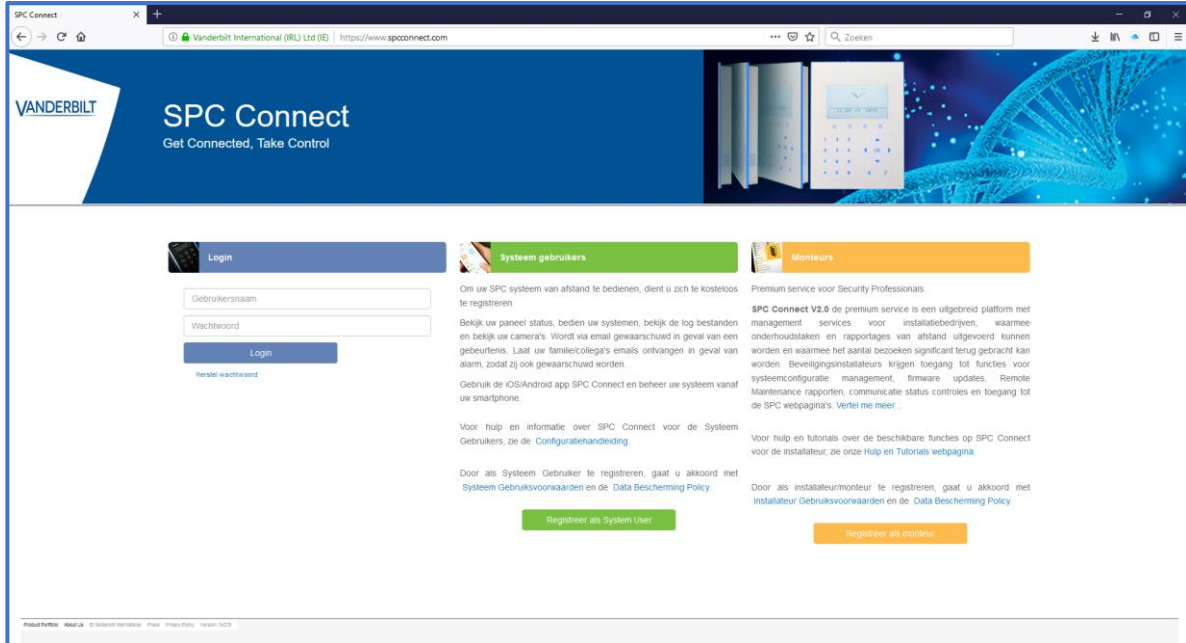 SPC Connect
Vanderbilt International (IRL) Ltd (IE)
https://www.spcconnect.com
Zoeken
VANDERBILT
SPC Connect
Get Connected, Take Control
Login
Gebruikersnaam
Wachtwoord
Login
Herstel wachtwoord
Systeem gebruikers
Om uw SPC systeem van afstand te bedienen, dient u zich te kosteloos
te registreren.
Bekijk uw paneel status, bedien uw systemen, bekijk de log bestanden
en bekijk uw camera's. Wordt via email gewaarschuwd in geval van een
gebeurtenis. Laat uw familie/collega's emails ontvangen in geval van
alarm, zodat zij ook gewaarschuwd worden.
Gebruik de iOS/Android app SPC Connect en beheer uw systeem vanaf
uw smartphone.
Voor hulp en informatie over SPC Connect voor de Systeem
Gebruikers, zie de Configuratiehandleiding.
Door als Systeem Gebruiker te registreren, gaat u akkoord met
Systeem Gebruiksvoorwaarden en de Data Bescherming Policy.
Registreer als System User
Monteurs
Premium service voor Security Professionals.
SPC Connect V2.0 de premium service is een uitgebreid platform met
management services voor installatiebedrijven, waarmee
onderhoudstaken en rapportages van afstand uitgevoerd kunnen
worden en waarmee het aantal bezoeken significant terug gebracht kan
worden. Beveiligingsinstallateurs krijgen toegang tot functies voor
systeemconfiguratie management, firmware updates, Remote
Maintenance rapporten, communicatie status controles en toegang tot
de SPC webpagina's. Vertel me meer...
Voor hulp en tutorials over de beschikbare functies op SPC Connect
voor de installateur, zie onze Hulp en Tutorials webpagina.
Door als installateur/monteur te registreren, gaat u akkoord met
Installateur Gebruiksvoorwaarden en de Data Bescherming Policy.
Registreer als monteur
Product Portfolio About Us © Vanderbilt International Press Privacy Policy Version: